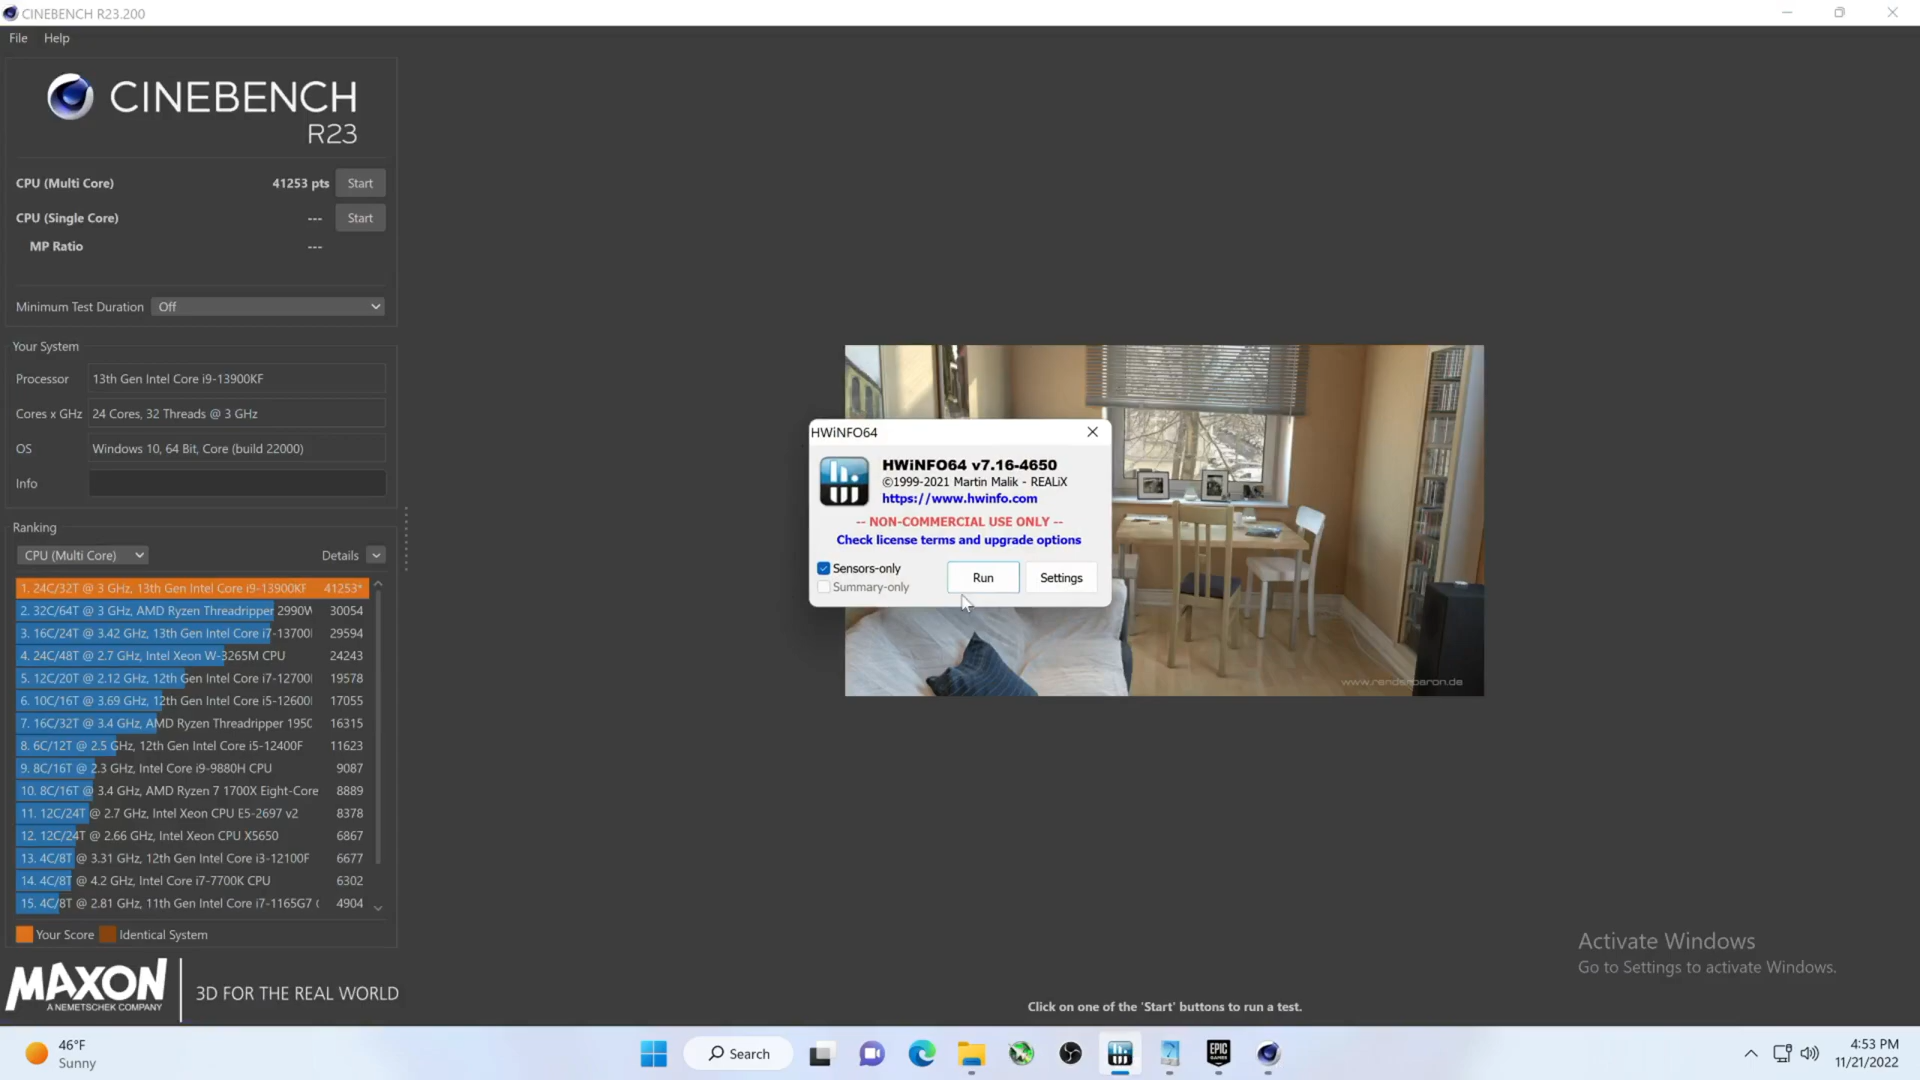 CINEBENCH R23.200
File Help
CINEBENCH
R23
CPU (Multi Core) 41253 pts Start
CPU (Single Core) --- Start
MP Ratio ---
Minimum Test Duration Off
Your System
Processor 13th Gen Intel Core i9-13900KF
Cores x GHz 24 Cores, 32 Threads @ 3 GHz
OS Windows 10, 64 Bit, Core (build 22000)
Info
Ranking
CPU (Multi Core) Details
1. 24C/32T @ 3 GHz, 13th Gen Intel Core i9-13900KF 41253*
2. 32C/64T @ 3 GHz, AMD Ryzen Threadripper 2990W 30054
3. 16C/24T @ 3.42 GHz, 13th Gen Intel Core i7-13700 29594
4. 24C/48T @ 2.7 GHz, Intel Xeon W-3265M CPU 24243
5. 12C/20T @ 2.12 GHz, 12th Gen Intel Core i7-12700 19578
6. 10C/16T @ 3.69 GHz, 12th Gen Intel Core i5-12600 17055
7. 16C/32T @ 3.4 GHz, AMD Ryzen Threadripper 195 16315
8. 6C/12T @ 2.5 GHz, 12th Gen Intel Core i5-12400F 11623
9. 8C/16T @ 2.3 GHz, Intel Core i9-9880H CPU 9087
10. 8C/16T @ 3.4 GHz, AMD Ryzen 7 1700X Eight-Core 8889
11. 12C/24T @ 2.7 GHz, Intel Xeon CPU E5-2697 v2 8378
12. 12C/24T @ 2.66 GHz, Intel Xeon CPU X5650 6867
13. 4C/8T @ 3.31 GHz, 12th Gen Intel Core i3-12100F 6677
14. 4C/8T @ 4.2 GHz, Intel Core i7-7700K CPU 6302
15. 4C/8T @ 2.81 GHz, 11th Gen Intel Core i7-1165G7 4904
Your Score Identical System
MAXON
A NEMETSCHEK COMPANY
3D FOR THE REAL WORLD
HWiNFO64
HWiNFO64 v7.16-4650
©1999-2021 Martin Malik - REALiX
https://www.hwinfo.com
-- NON-COMMERCIAL USE ONLY --
Check license terms and upgrade options
Sensors-only
Summary-only
Run
Settings
www.renderbaron.de
Activate Windows
Go to Settings to activate Windows.
Click on one of the 'Start' buttons to run a test.
46°F
Sunny
Search
EPIC
GAMES
4:53 PM
11/21/2022